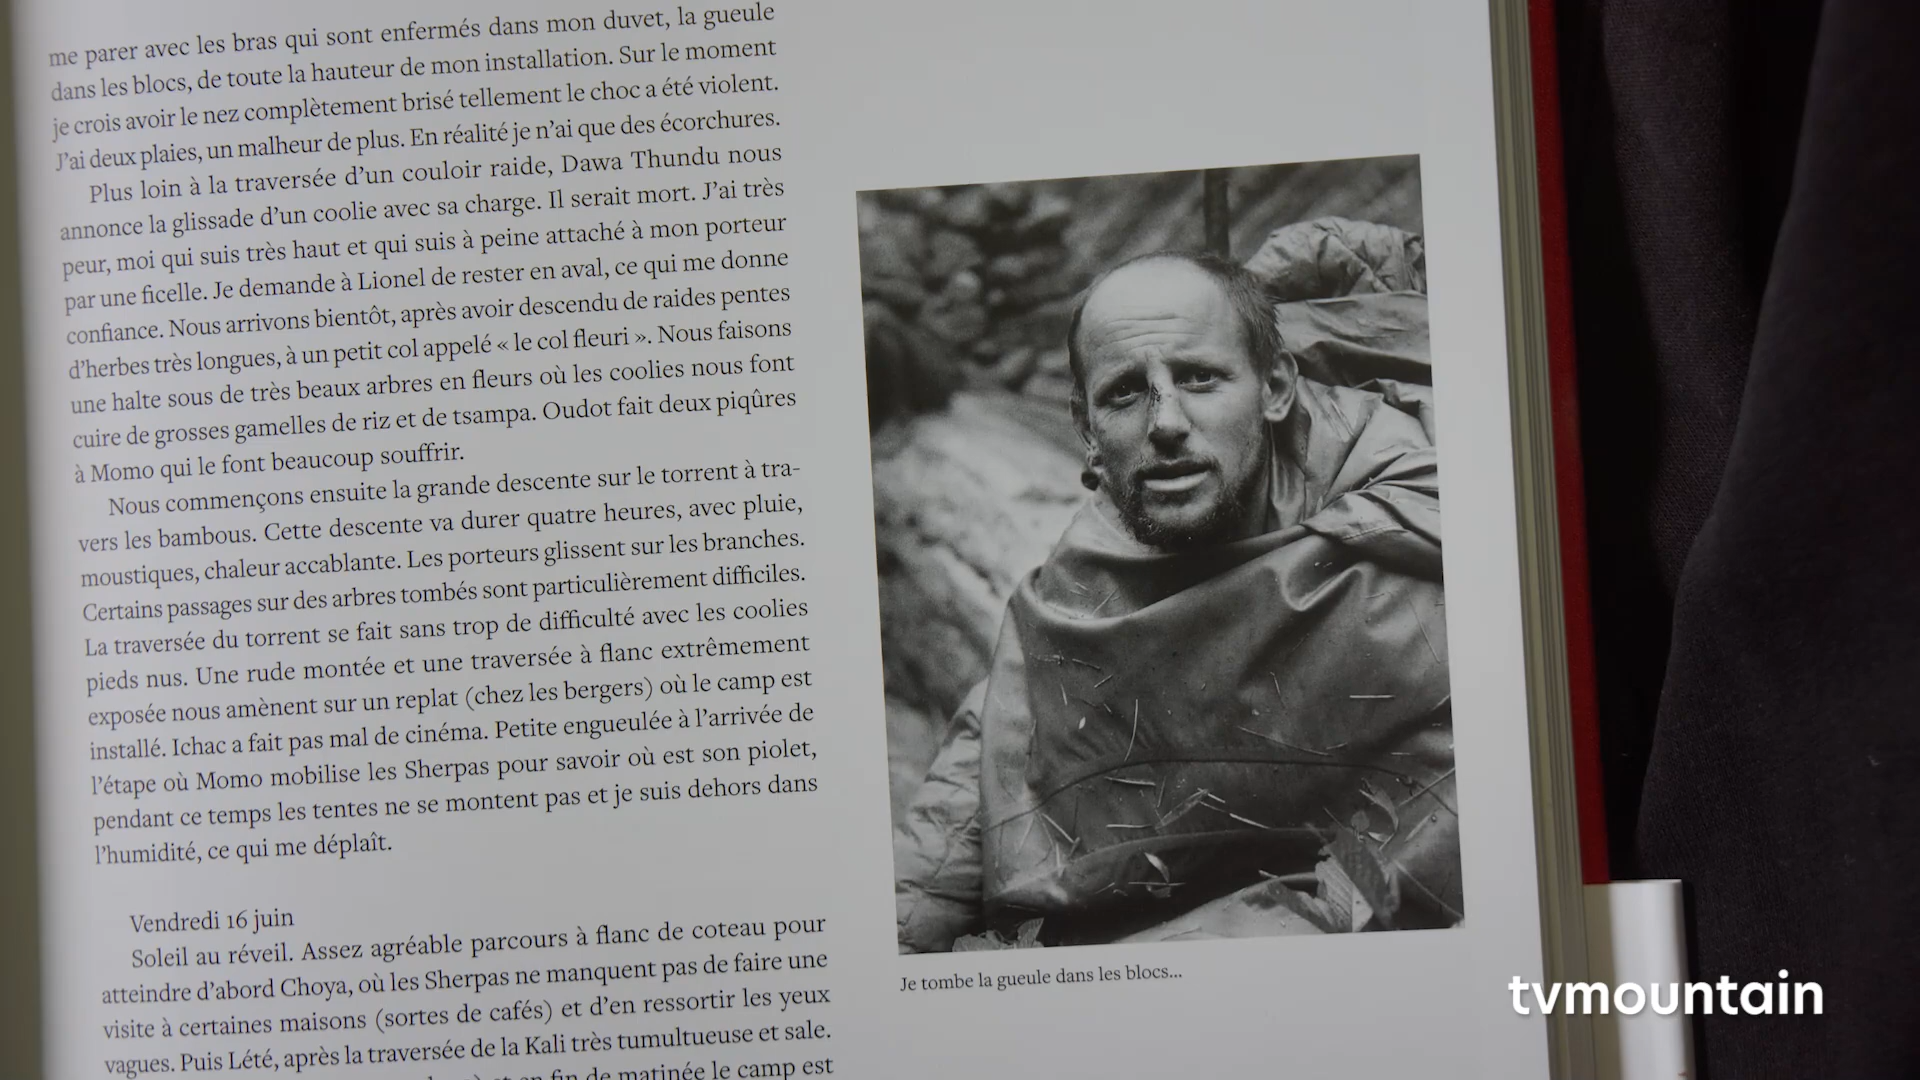 me parer avec les bras qui sont enfermés dans mon duvet, la gueule
dans les blocs, de toute la hauteur de mon installation. Sur le moment
je crois avoir le nez complètement brisé tellement le choc a été violent.
J’ai deux plaies, un malheur de plus. En réalité je n’ai que des écorchures.
Plus loin à la traversée d’un couloir raide, Dawa Thundu nous
annonce la glissade d’un coolie avec sa charge. Il serait mort. J’ai très
peur, moi qui suis très haut et qui suis à peine attaché à mon porteur
par une ficelle. Je demande à Lionel de rester en aval, ce qui me donne
confiance. Nous arrivons bientôt, après avoir descendu de raides pentes
d’herbes très longues, à un petit col appelé « le col fleuri ». Nous faisons
une halte sous de très beaux arbres en fleurs où les coolies nous font
cuire de grosses gamelles de riz et de tsampa. Oudot fait deux piqûres
à Momo qui le font beaucoup souffrir.
Nous commençons ensuite la grande descente sur le torrent à tra-
vers les bambous. Cette descente va durer quatre heures, avec pluie,
moustiques, chaleur accablante. Les porteurs glissent sur les branches.
Certains passages sur des arbres tombés sont particulièrement difficiles.
La traversée du torrent se fait sans trop de difficulté avec les coolies
pieds nus. Une rude montée et une traversée à flanc extrêmement
exposée nous amènent sur un replat (chez les bergers) où le camp est
installé. Ichac a fait pas mal de cinéma. Petite engueulée à l’arrivée de
l’étape où Momo mobilise les Sherpas pour savoir où est son piolet,
pendant ce temps les tentes ne se montent pas et je suis dehors dans
l’humidité, ce qui me déplaît.
Vendredi 16 juin
Soleil au réveil. Assez agréable parcours à flanc de coteau pour
atteindre d’abord Choya, où les Sherpas ne manquent pas de faire une
visite à certaines maisons (sortes de cafés) et d’en ressortir les yeux
vagues. Puis Lété, après la traversée de la Kali très tumultueuse et sale.
en fin de matinée le camp est
Je tombe la gueule dans les blocs...
tvmountain